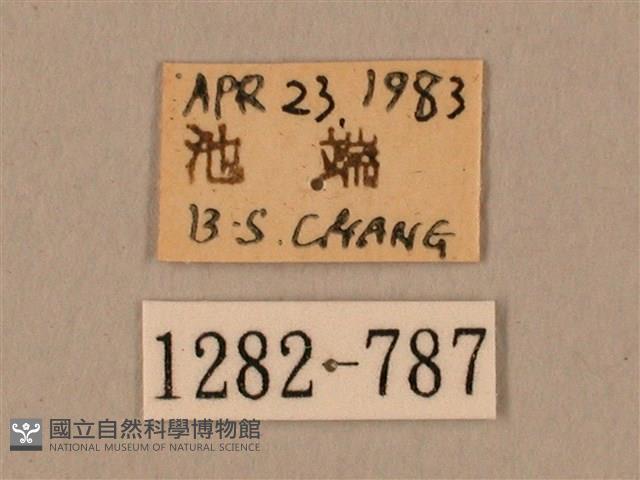 APR 23, 1983
池 端
B-S. CHANG
1282-787
國立自然科學博物館
NATIONAL MUSEUM OF NATURAL SCIENCE